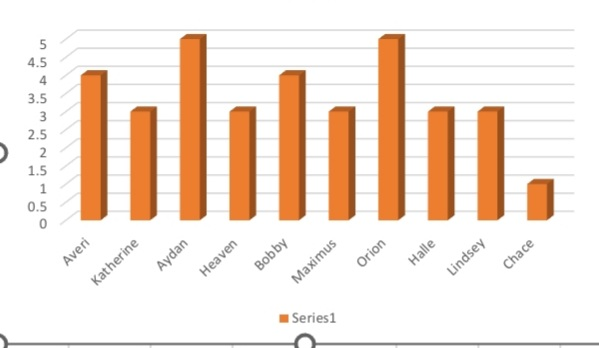 5
4.5
4
3.5
3
2.5
2
1.5
1
0.5
0
Averi
Katherine
Aydan
Heaven
Bobby
Maximus
Orion
Halle
Lindsey
Chace
Series1